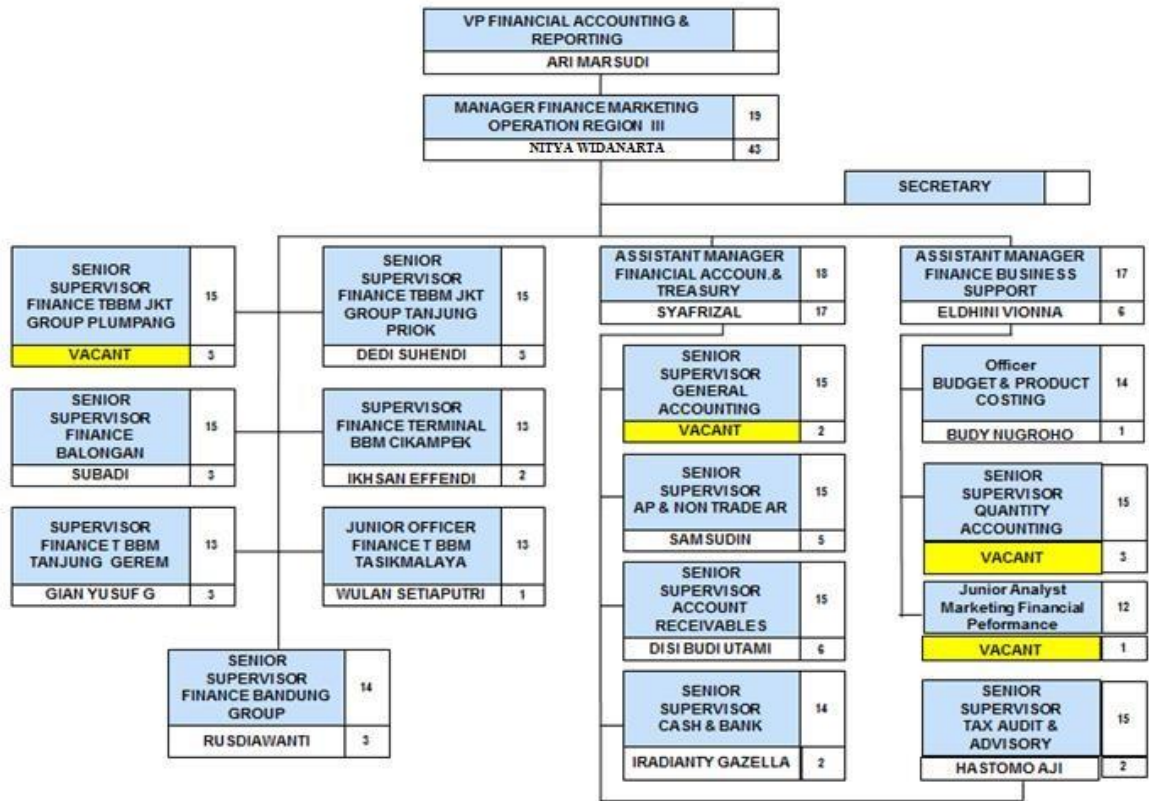 VP FINANCIAL ACCOUNTING &
REPORTING
ARI MARSUDI
MANAGER FINANCE MARKETING
OPERATION REGION III
19
NITYA WIDANARTA
43
SECRETARY
SENIOR
SUPERVISOR
FINANCE TBBM JKT
GROUP PLUMPANG
15
VACANT
3
SENIOR
SUPERVISOR
FINANCE TBBM JKT
GROUP TANJUNG
PRIOK
15
DEDI SUHENDI
3
SENIOR
SUPERVISOR
FINANCE
BALONGAN
15
SUBADI
3
SUPERVISOR
FINANCE TERMINAL
BBM CIKAMPEK
13
IKHSAN EFFENDI
2
SUPERVISOR
FINANCE T BBM
TANJUNG GEREM
13
GIAN YUSUF G
3
JUNIOR OFFICER
FINANCE T BBM
TASIKMALAYA
13
WULAN SETIAPUTRI
1
SENIOR
SUPERVISOR
FINANCE BANDUNG
GROUP
14
RUSDIAWANTI
3
ASSISTANT MANAGER
FINANCIAL ACCOUN.&
TREASURY
18
SYAFRIZAL
17
SENIOR
SUPERVISOR
GENERAL
ACCOUNTING
15
VACANT
2
SENIOR
SUPERVISOR
AP & NON TRADE AR
15
SAMSUDIN
5
SENIOR
SUPERVISOR
ACCOUNT
RECEIVABLES
15
DISI BUDI UTAMI
6
SENIOR
SUPERVISOR
CASH & BANK
14
IRADIANTY GAZELLA
2
ASSISTANT MANAGER
FINANCE BUSINESS
SUPPORT
17
ELDHINI VIONNA
6
Officer
BUDGET & PRODUCT
COSTING
14
BUDY NUGROHO
1
SENIOR
SUPERVISOR
QUANTITY
ACCOUNTING
15
VACANT
3
Junior Analyst
Marketing Financial
Peformance
12
VACANT
1
SENIOR
SUPERVISOR
TAX AUDIT &
ADVISORY
15
HASTOMO AJI
2